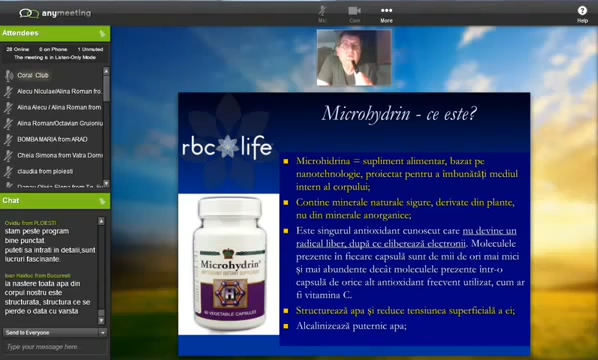 anymeeting
Mic
Cam
More
Help
Attendees
28 Online
0 on Phone
1 Unmuted
The meeting is in Listen-Only Mode
Coral Club
Alecu Niculaie/Alina Roman fro...
Alina Alecu / Alina Roman from
Alina Roman/Octavian Gruioniu
BOMBA MARIA from ARAD
Cheia Simona from Vatra Dorne
claudia from ploiesti
Chat
Ovidiu from PLOIESTI
stam peste program
bine punctat.
puteti sa intrati in detalii,sunt
lucruri fascinante.
Ioan Haidoc from Bucuresti
la nastere toata apa din
corpul nostru este
structurata, structura ce se
pierde o data cu varsta
Send to Everyone
Type your message here...
Microhydrin - ce este?
rbc life
Microhydrin
60 VEGETABLE CAPSULES
Microhidrina = supliment alimentar, bazat pe
nanotehnologie, proiectat pentru a îmbunătăți mediul
intern al corpului;
Contine minerale naturale sigure, derivate din plante,
nu din minerale anorganice;
Este singurul antioxidant cunoscut care nu devine un
radical liber, după ce eliberează electronii. Moleculele
prezente în fiecare capsulă sunt de mii de ori mai mici
și mai abundente decât moleculele prezente într-o
capsulă de orice alt antioxidant frecvent utilizat, cum ar
fi vitamina C.
Structurează apa și reduce tensiunea superficială a ei;
Alcalinizează puternic apa;